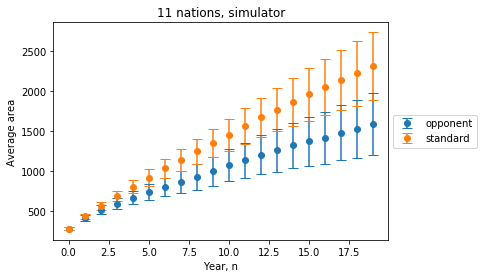 11 nations, simulator
Average area
2500
2000
1500
1000
500
0.0 2.5 5.0 7.5 10.0 12.5 15.0 17.5
Year, n
opponent
standard